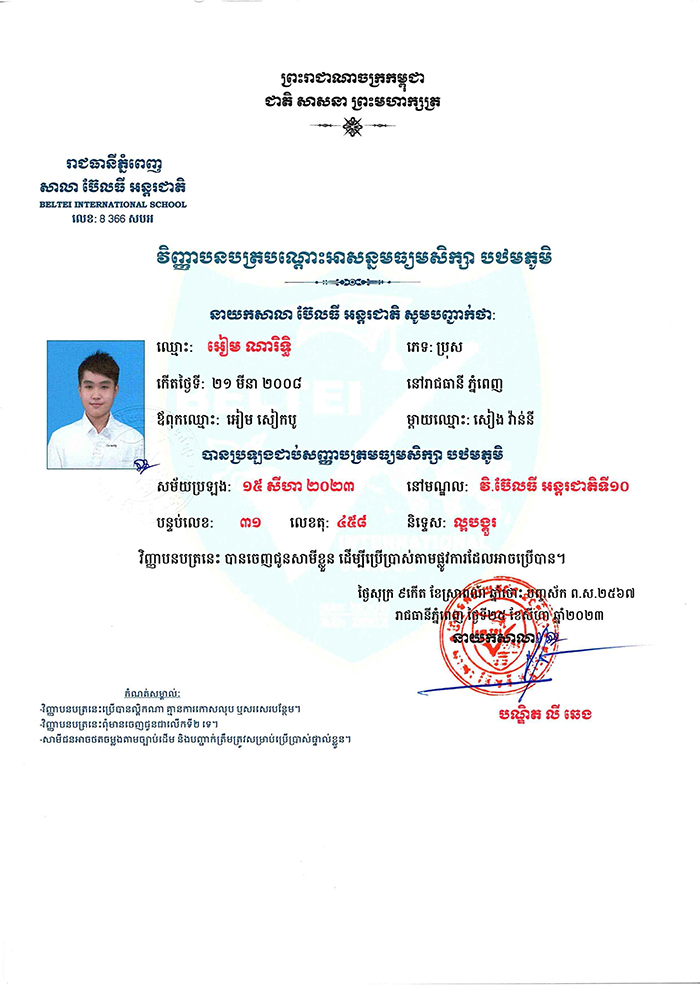 ព្រះរាជាណាចក្រកម្ពុជា
ជាតិ សាសនា ព្រះមហាក្សត្រ
រាជធានីភ្នំពេញ
សាលា ប៊ែលធី អន្តរជាតិ
BELTEI INTERNATIONAL SCHOOL
លេខ: 8 366 សបអ
វិញ្ញាបនបត្របណ្តោះអាសន្នមធ្យមសិក្សា បឋមភូមិ
នាយកសាលា ប៊ែលធី អន្តរជាតិ សូមបញ្ជាក់ថា:
ឈ្មោះ: អៀម ណារិទ្ធិ ភេទ: ប្រុស
កើតថ្ងៃទី: ២១ មីនា ២០០៨ នៅរាជធានី ភ្នំពេញ
ឪពុកឈ្មោះ: អៀម សៀកបូ ម្តាយឈ្មោះ: សៀង វ៉ាន់នី
បានប្រឡងជាប់សញ្ញាបត្រមធ្យមសិក្សា បឋមភូមិ
សម័យប្រឡង: ១៥ សីហា ២០២៣ នៅមណ្ឌល: វិ.ប៊ែលធី អន្តរជាតិទី១០
បន្ទប់លេខ: ៣១ លេខតុ: ៤៥៨ និទ្ទេស: ល្អបង្គួរ
វិញ្ញាបនបត្រនេះ បានចេញជូនសាមីខ្លួន ដើម្បីប្រើប្រាស់តាមផ្លូវការដែលអាចប្រើបាន។
ថ្ងៃសុក្រ ៩កើត ខែស្រាពណ៍ ឆ្នាំថោះ បញ្ចស័ក ព.ស.២៥៦៧
រាជធានីភ្នំពេញ ថ្ងៃទី២៥ ខែសីហា ឆ្នាំ២០២៣
នាយកសាលា
បណ្ឌិត លី ឆេង
កំណត់សម្គាល់:
-វិញ្ញាបនបត្រនេះប្រើបានល្អិកណា គ្មានការកោសលុប ឬសរសេរបន្ថែម។
-វិញ្ញាបនបត្រនេះពុំមានចេញជូនជាលើកទី២ ទេ។
-សាមីជនអាចថតចម្លងតាមច្បាប់ដើម និងបញ្ជាក់ត្រឹមត្រូវសម្រាប់ប្រើប្រាស់ផ្ទាល់ខ្លួន។
BELTEI
INTERNATIONAL